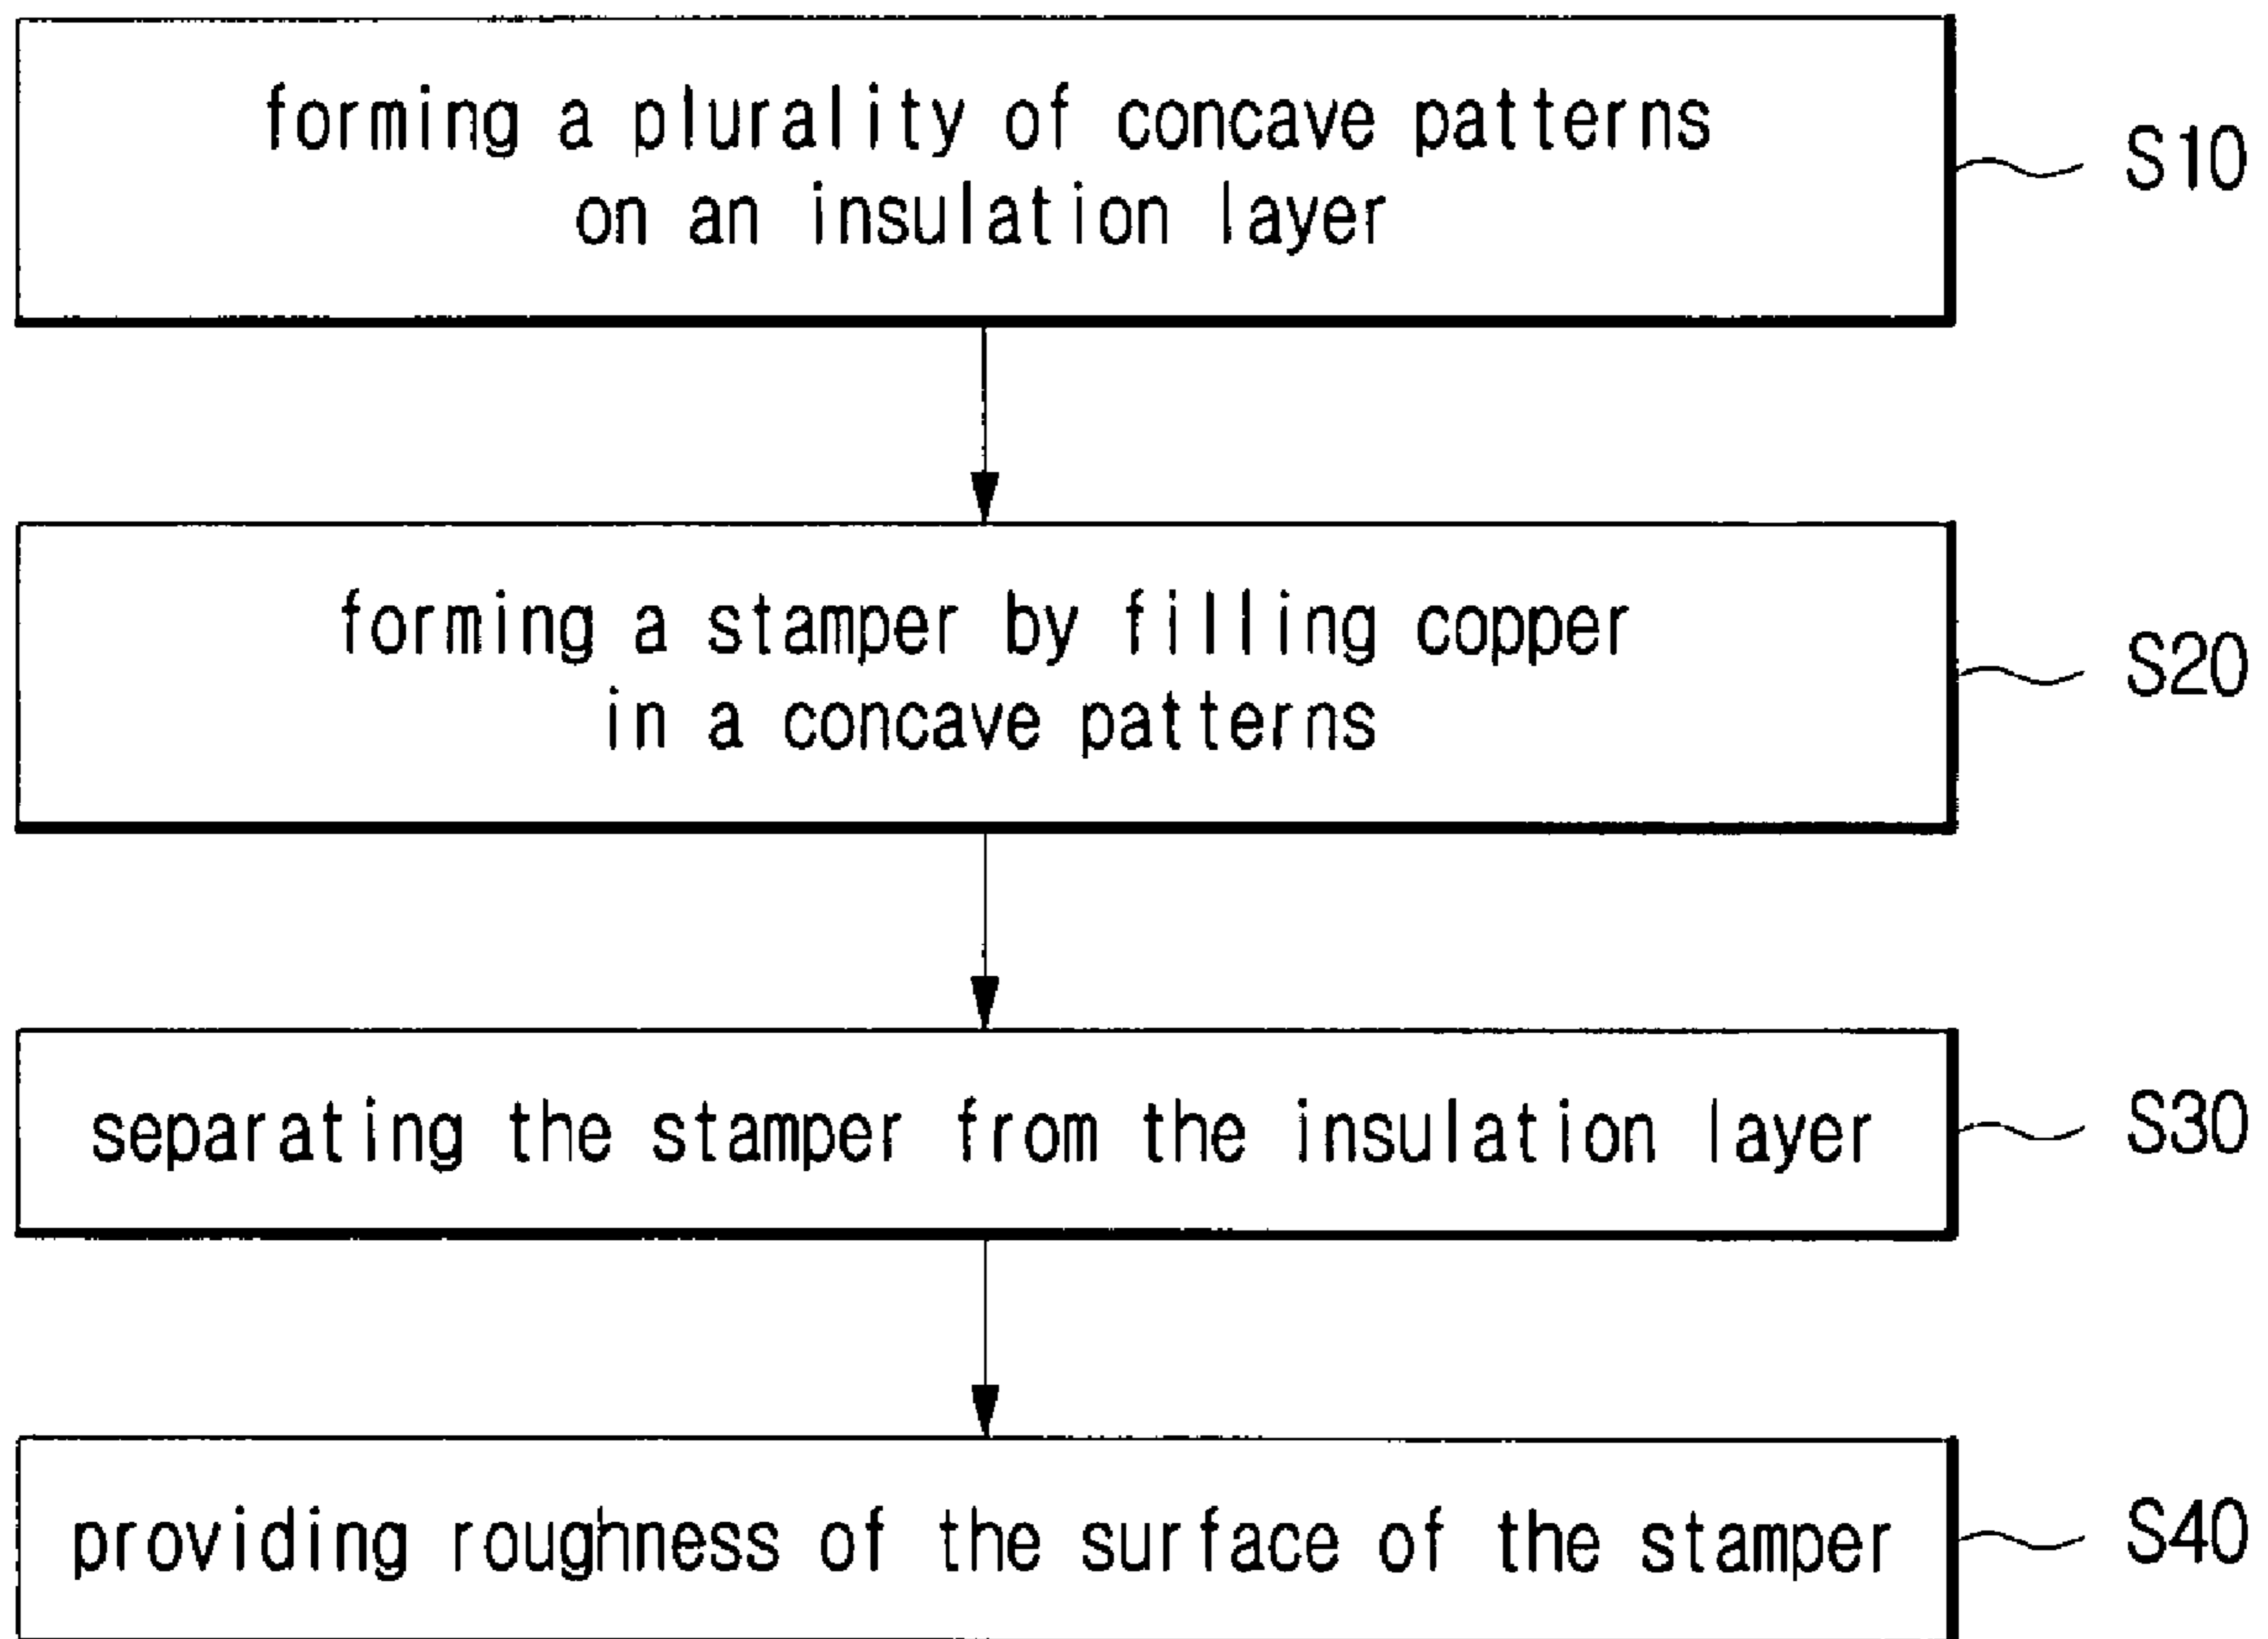 forming a plurality of concave patterns
on an insulation layer
S10
forming a stamper by filling copper
in a concave patterns
S20
separating the stamper from the insulation layer
S30
providing roughness of the surface of the stamper
S40